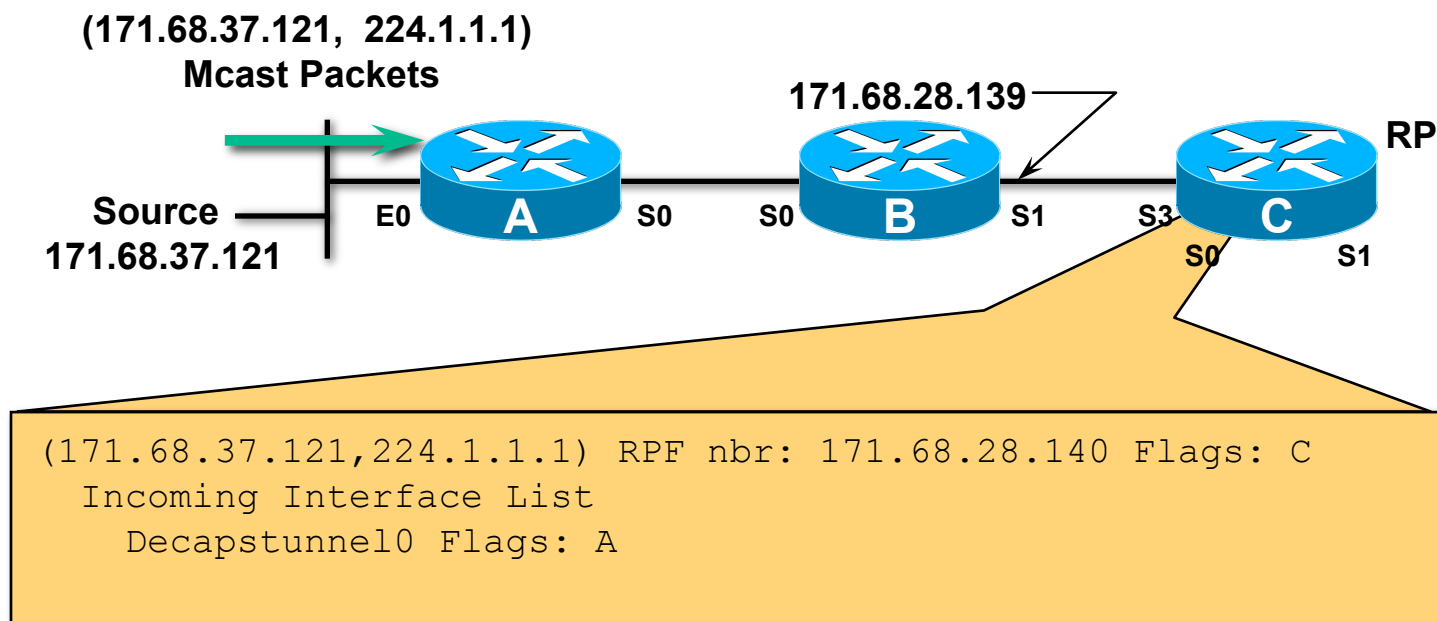 (171.68.37.121, 224.1.1.1)
Mcast Packets
171.68.28.139
RP
Source
171.68.37.121
E0
A
S0
S0
B
S1
S3
C
S0
S1
(171.68.37.121,224.1.1.1) RPF nbr: 171.68.28.140 Flags: C
Incoming Interface List
Decapstunnel0 Flags: A